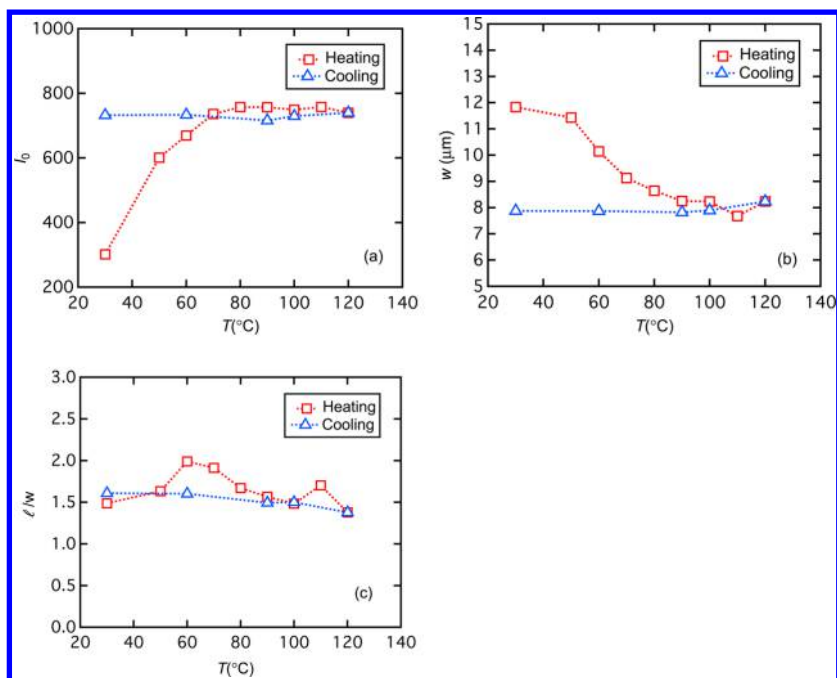 1000
800
600
400
200
I₀
Heating
Cooling
(a)
20 40 60 80 100 120 140
T(°C)
15
14
13
12
11
10
9
8
7
6
5
w (μm)
Heating
Cooling
(b)
20 40 60 80 100 120 140
T(°C)
3.0
2.5
2.0
1.5
1.0
0.5
0.0
ℓ /w
Heating
Cooling
(c)
20 40 60 80 100 120 140
T(°C)